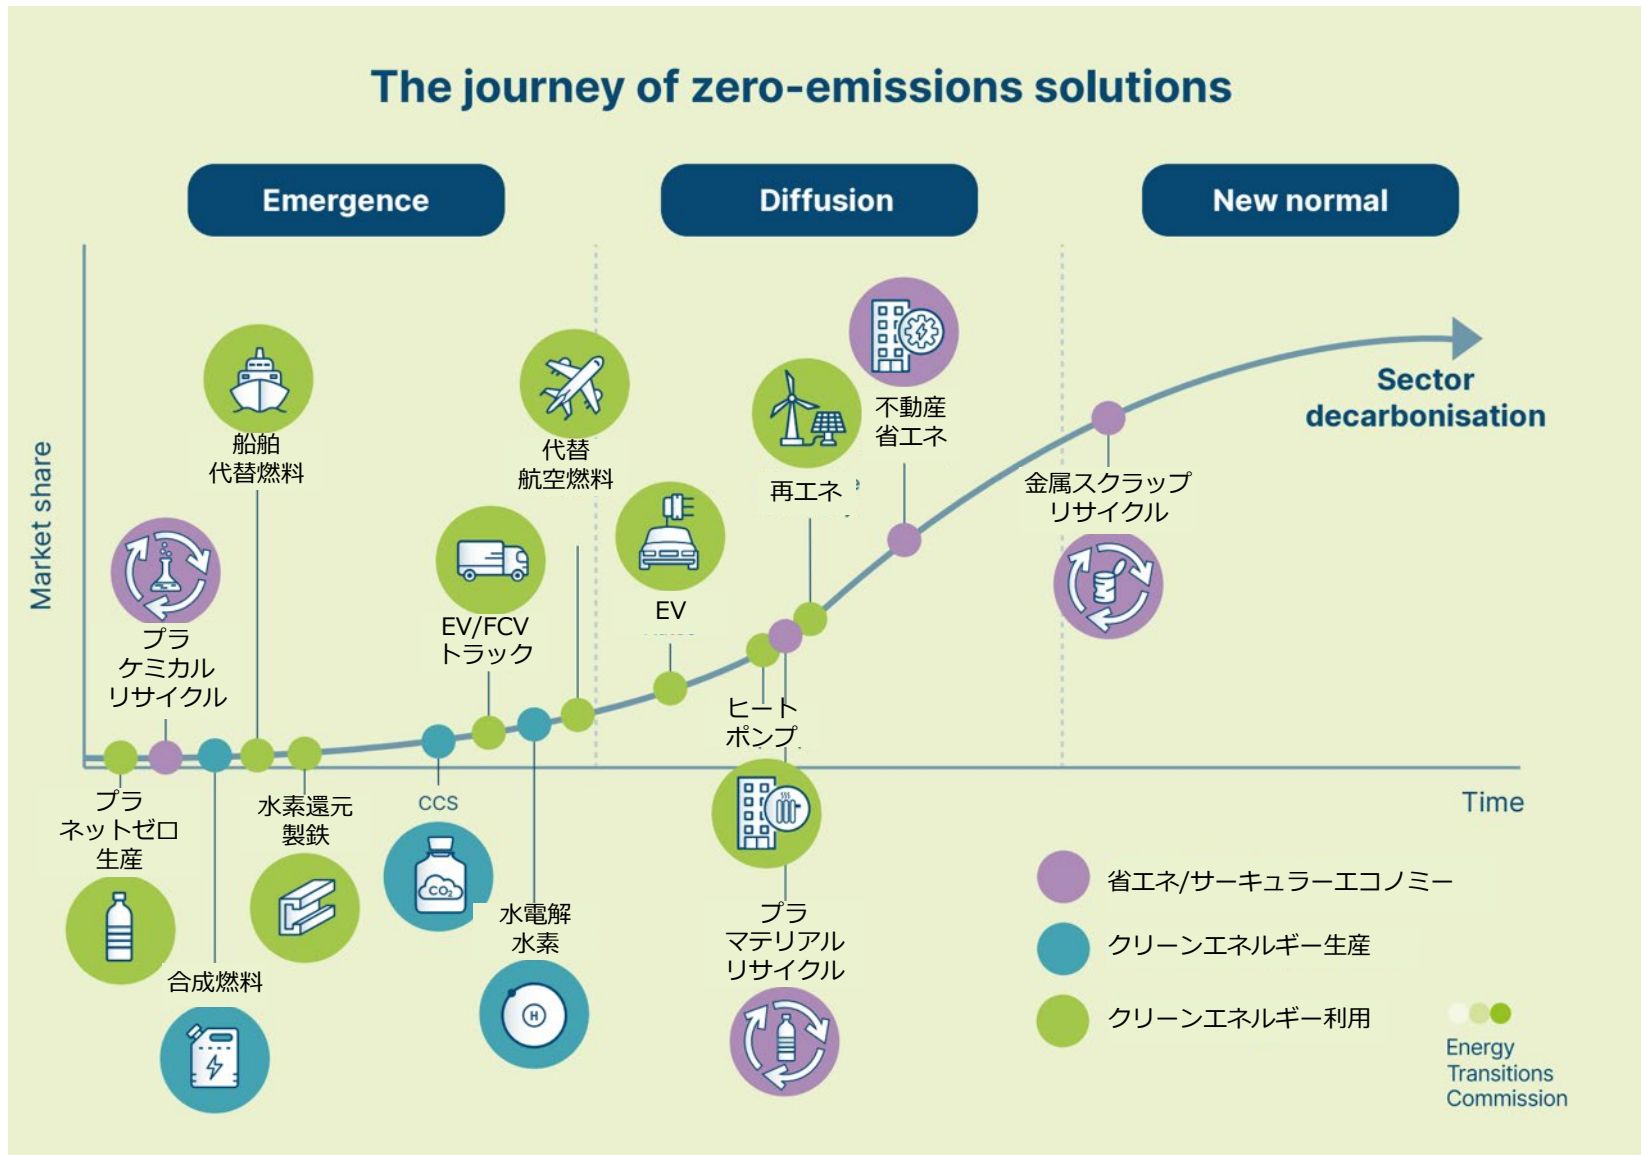 The journey of zero-emissions solutions
Emergence
Diffusion
New normal
Market share
船舶
代替燃料
代替
航空燃料
再エネ
不動産
省エネ
Sector
decarbonisation
金属スクラップ
リサイクル
プラ
ケミカル
リサイクル
EV/FCV
トラック
EV
ヒート
ポンプ
プラ
ネットゼロ
生産
水素還元
製鉄
CCS
CO₂
合成燃料
水電解
水素
H
プラ
マテリアル
リサイクル
Time
省エネ/サーキュラーエコノミー
クリーンエネルギー生産
クリーンエネルギー利用
Energy
Transitions
Commission